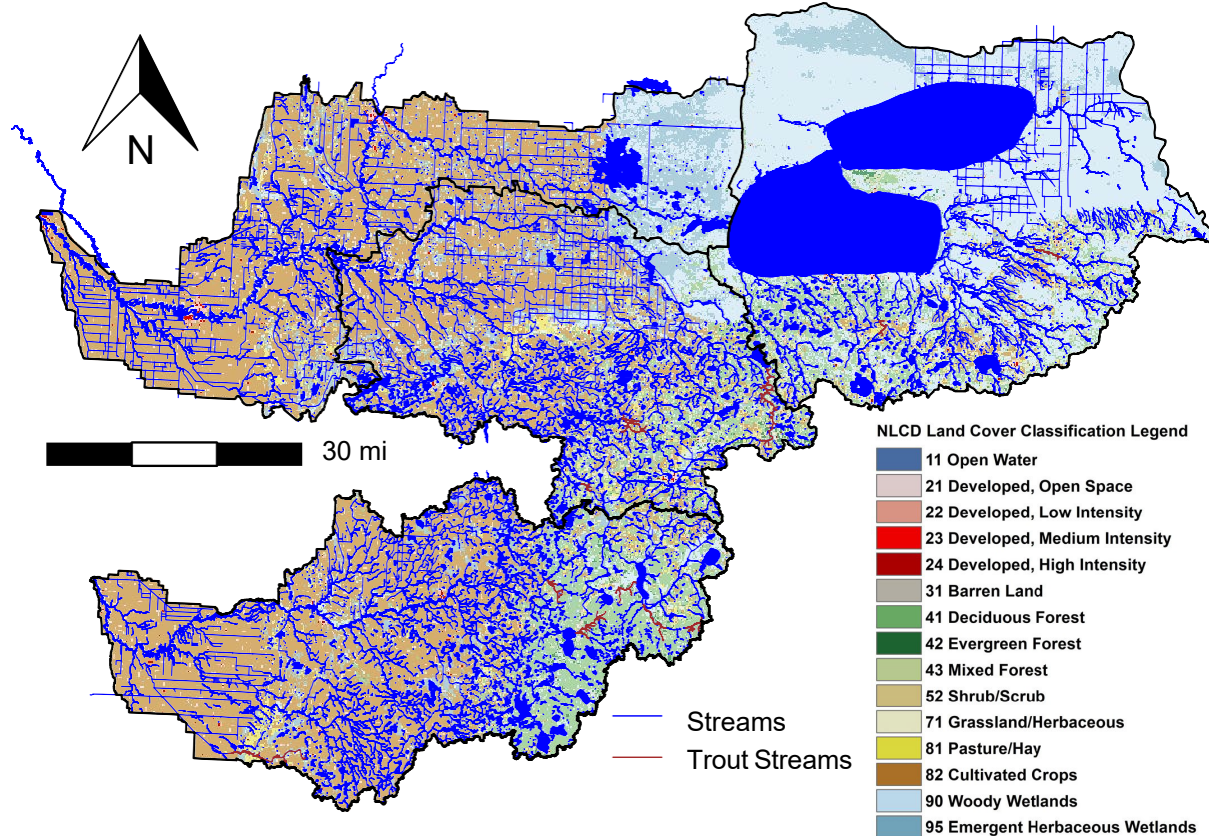 N
30 mi
NLCD Land Cover Classification Legend
11 Open Water
21 Developed, Open Space
22 Developed, Low Intensity
23 Developed, Medium Intensity
24 Developed, High Intensity
31 Barren Land
41 Deciduous Forest
42 Evergreen Forest
43 Mixed Forest
52 Shrub/Scrub
71 Grassland/Herbaceous
81 Pasture/Hay
82 Cultivated Crops
90 Woody Wetlands
95 Emergent Herbaceous Wetlands
Streams
Trout Streams